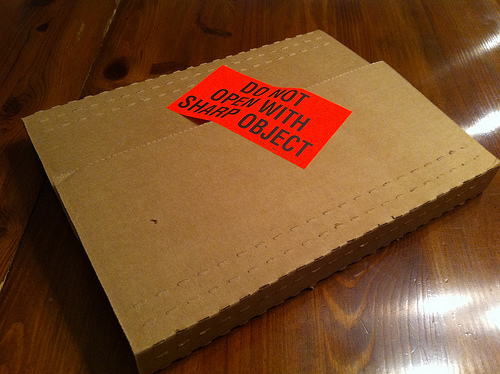 DO NOT
OPEN WITH
SHARP OBJECT